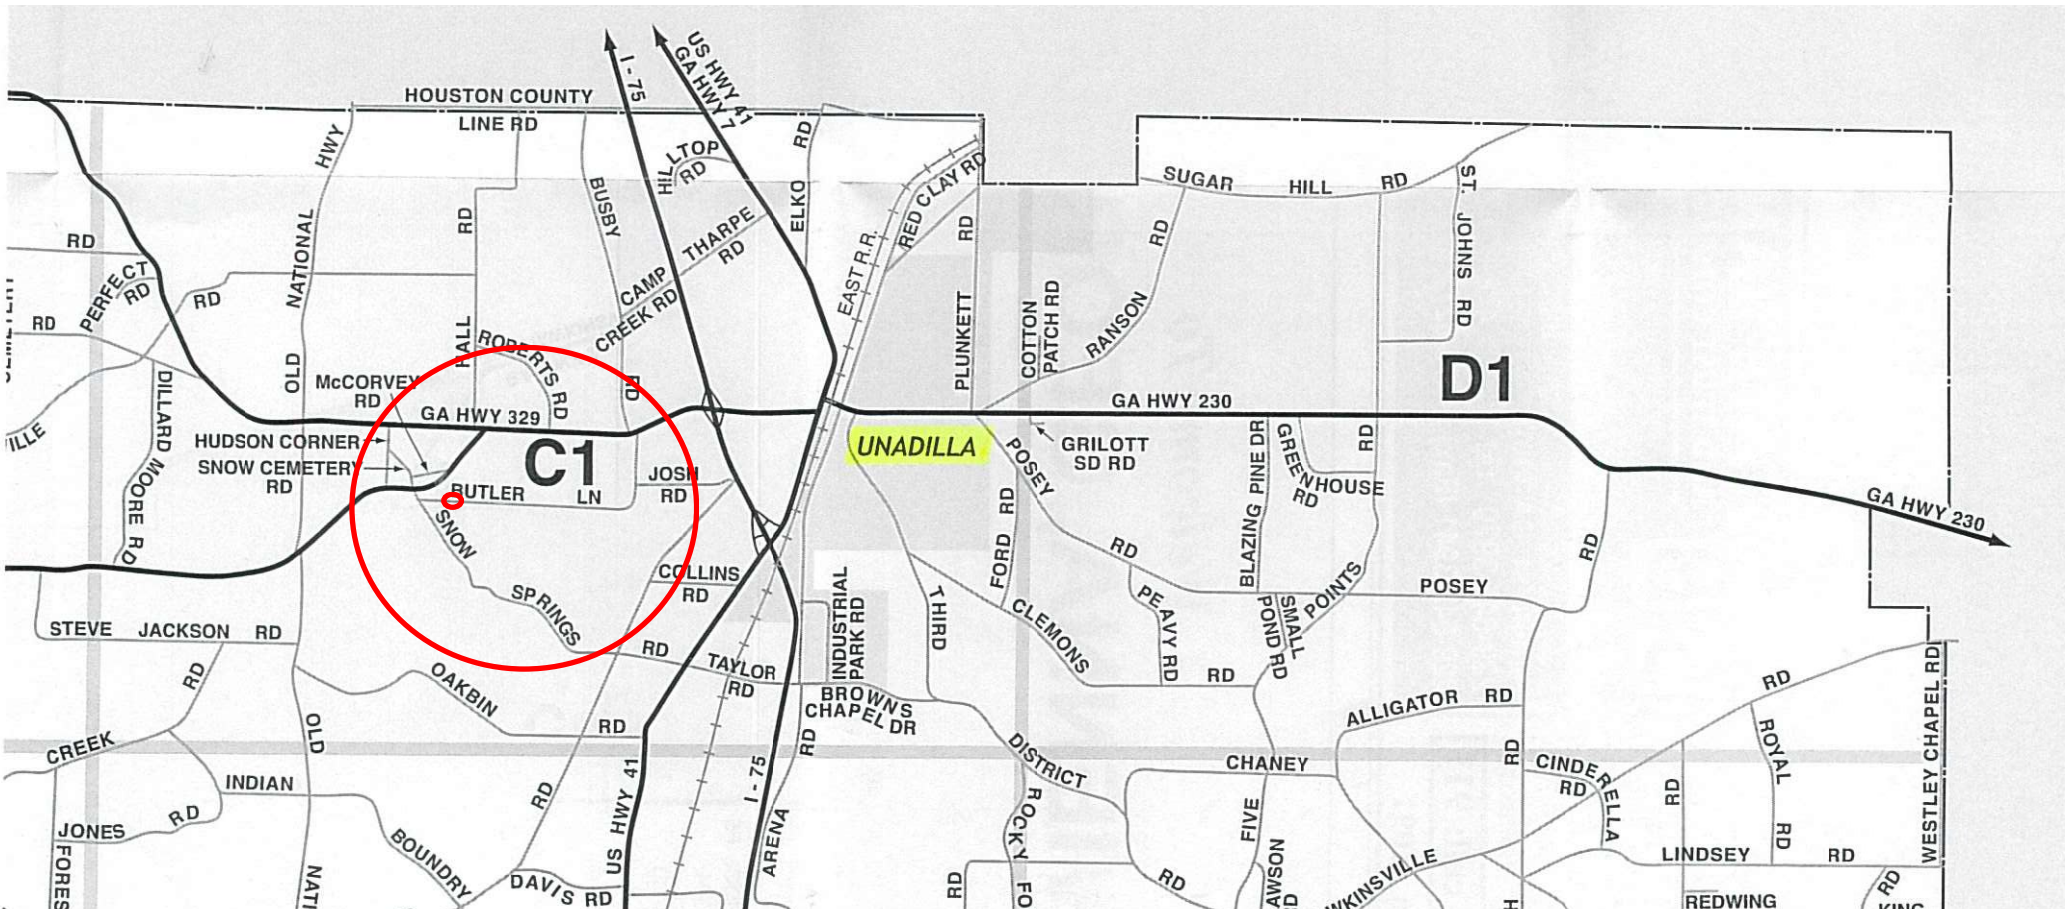 I - 75
US HWY 41
GA HWY 7
HOUSTON COUNTY
LINE RD
HWY
HILLTOP
RD
RD
SUGAR HILL RD
ST. JOHNS RD
NATIONAL
RD
BUSBY
THARPE
RD
ELKO
RED CLAY RD
RD
RD
RD
PERFECT
RD
RD
CAMP
CREEK RD
EAST R.R.
PLUNKETT
COTTON
PATCH RD
RANSON
RD
HALL
ROBERTS RD
OLD
McCORVEY
RD
RD
DILLARD MOORE RD
VILLE
GA HWY 329
GA HWY 230
D1
HUDSON CORNER
SNOW CEMETERY
RD
C1
JOSH
RD
UNADILLA
POSEY
GRILOTT
SD RD
BLAZING PINE DR
GREENHOUSE
RD
RD
BUTLER LN
SNOW
FORD RD
GA HWY 230
RD
RD
SPRINGS
COLLINS
RD
INDUSTRIAL
PARK RD
THIRD
CLEMONS
PEAVY RD
SMALL
POND RD
POINTS
POSEY
STEVE JACKSON RD
RD
RD
TAYLOR
RD
RD
OAKBIN
RD
BROWNS
CHAPEL DR
ALLIGATOR RD
RD
WESTLEY CHAPEL RD
CREEK
OLD
RD
DISTRICT
CHANEY
RD
CINDERELLA
RD
ROYAL
RD
RD
INDIAN
RD
RD
US HWY 41
I - 75
JONES
BOUNDRY
ARENA
ROCKY
FIVE
LINDSEY RD
FORES
NATI
DAVIS RD
RD
FO
RD
AWSON
RD
WKINSVILLE
REDWING
RD
KING